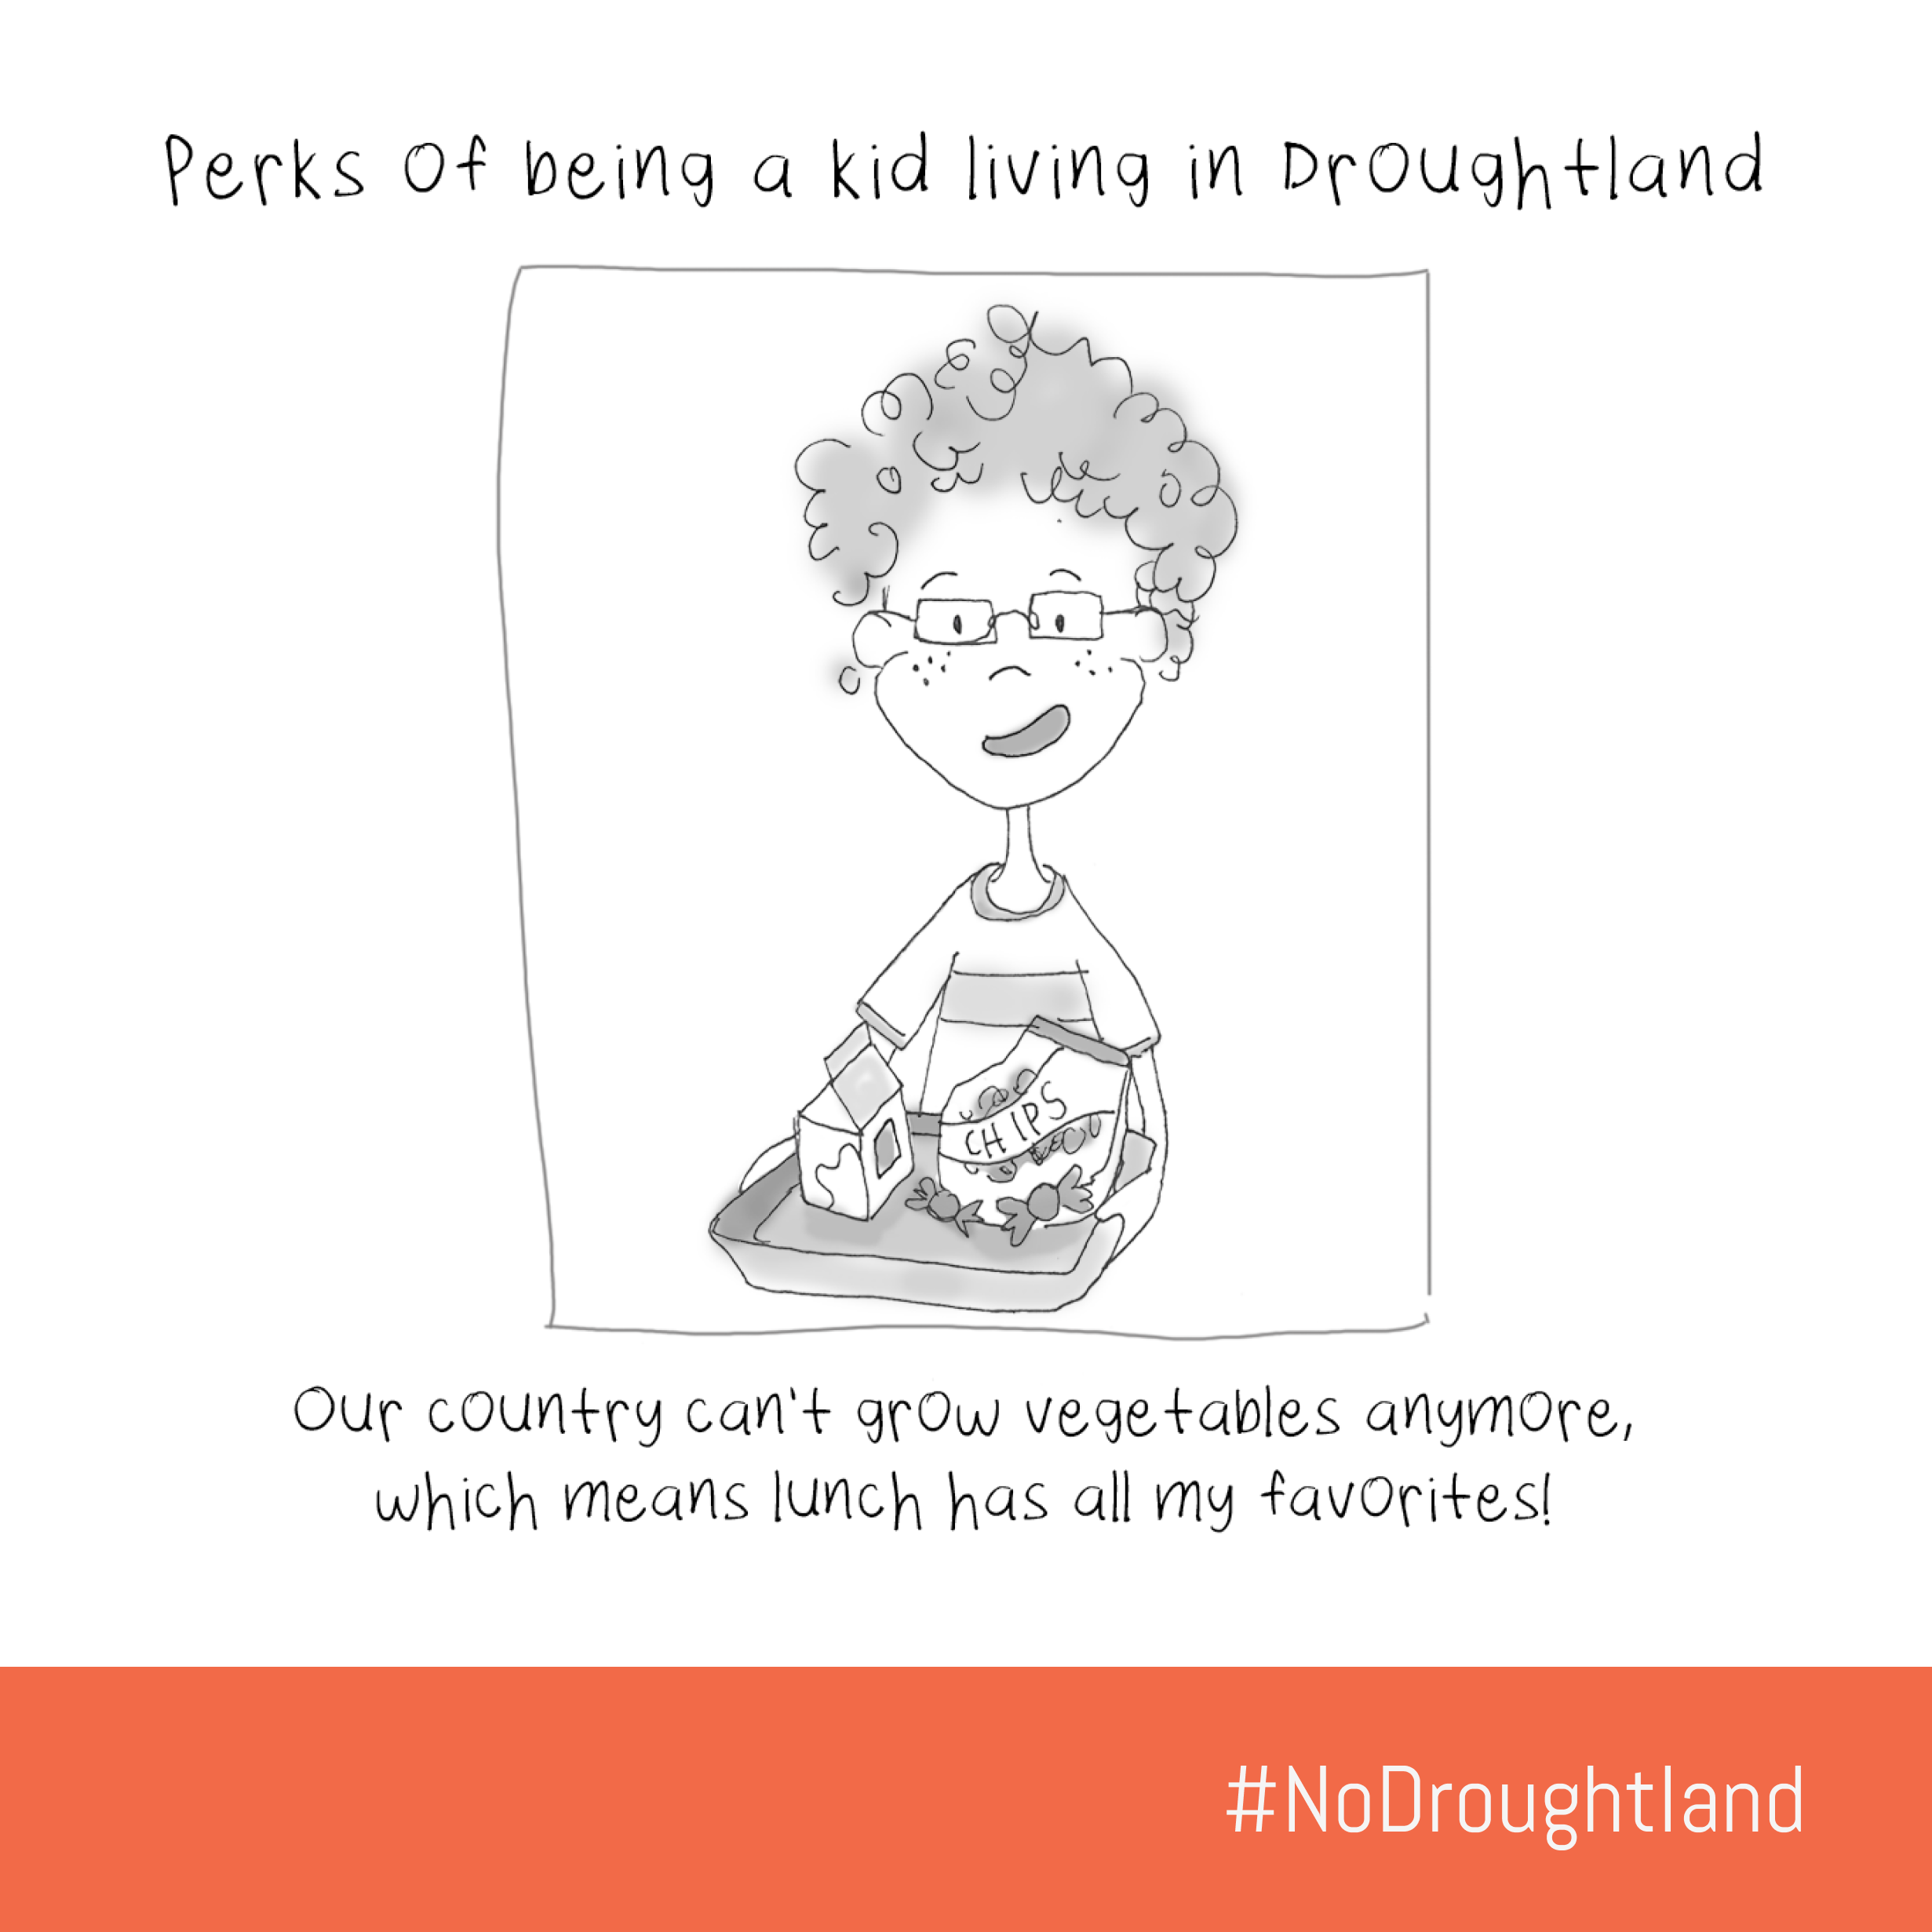 Perks Of being a kid living in DrOughtland
CHIPS
Our country can't grow vegetables anymore,
which means lunch has all my favorites!
#NoDroughtland